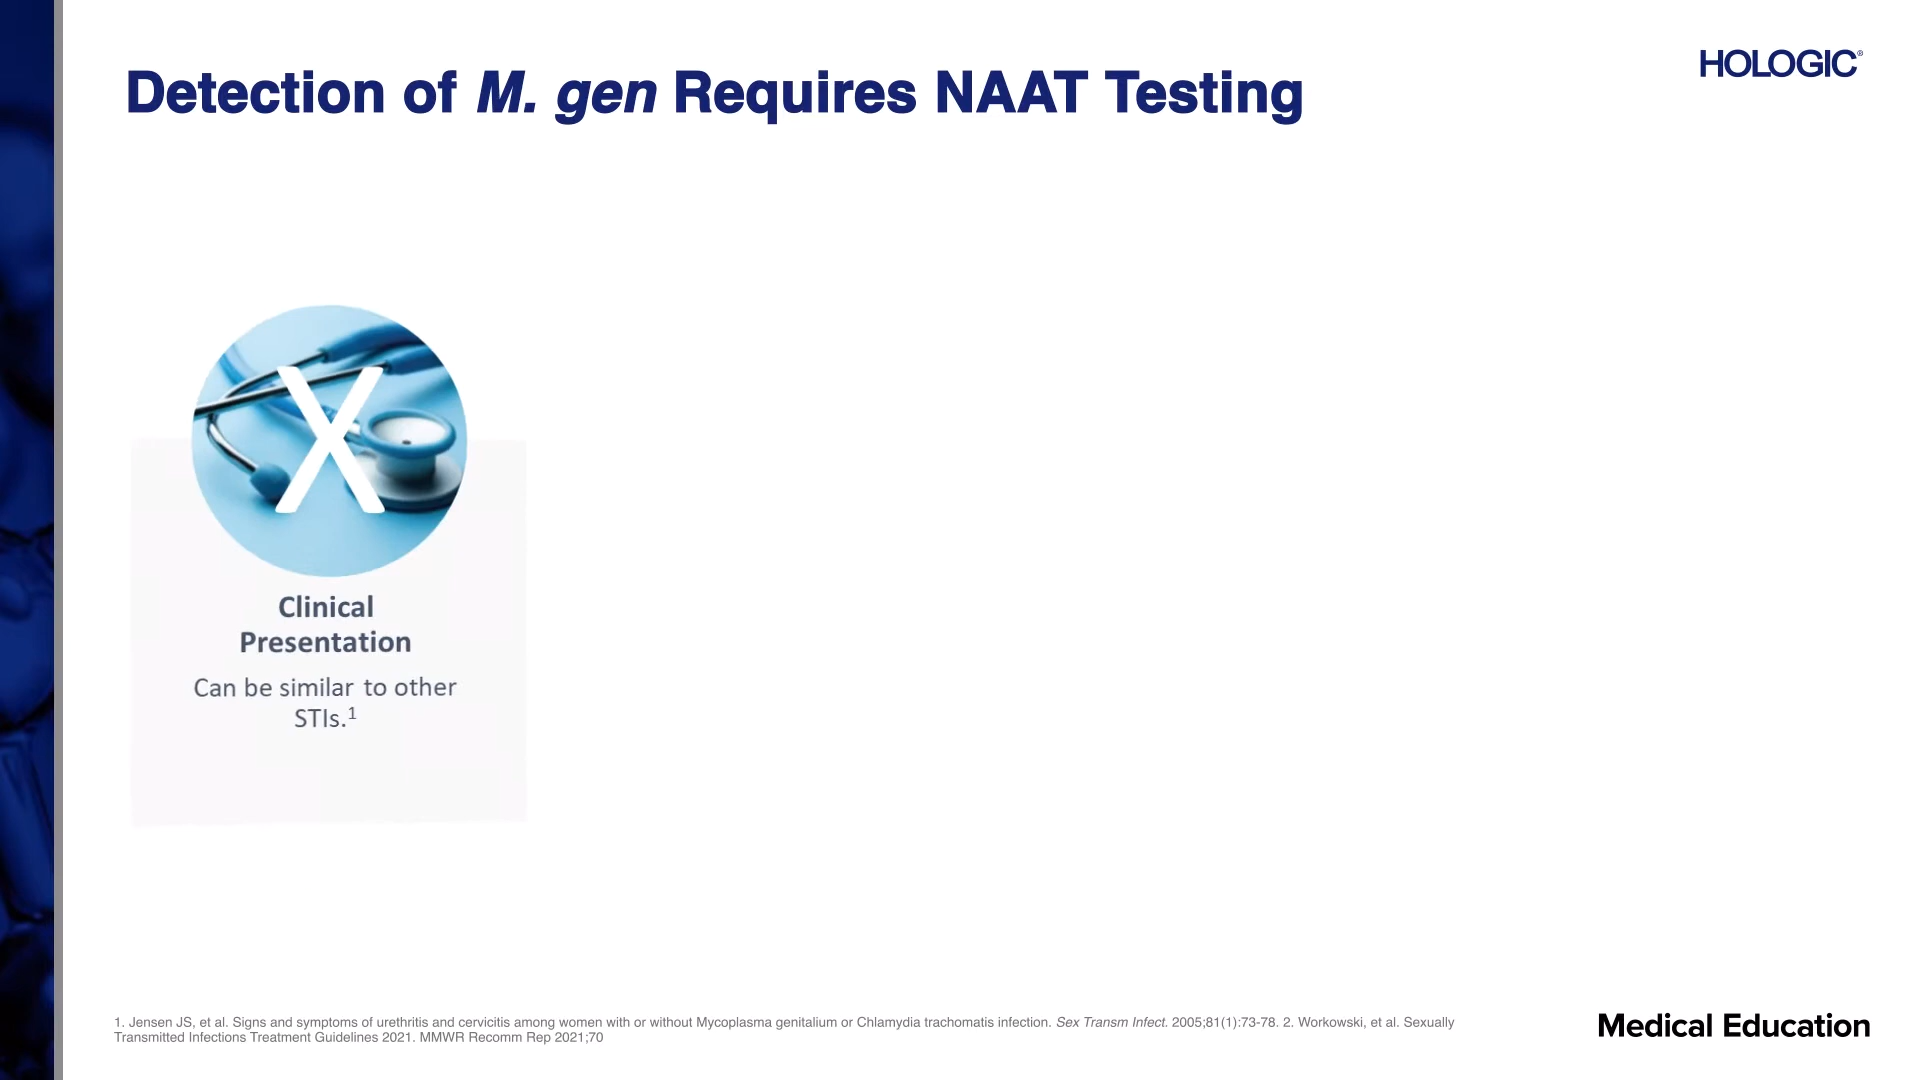 Detection of M. gen Requires NAAT Testing
HOLOGIC®
X
Clinical
Presentation
Can be similar to other
STIs.¹
1. Jensen JS, et al. Signs and symptoms of urethritis and cervicitis among women with or without Mycoplasma genitalium or Chlamydia trachomatis infection. Sex Transm Infect. 2005;81(1):73-78. 2. Workowski, et al. Sexually
Transmitted Infections Treatment Guidelines 2021. MMWR Recomm Rep 2021;70
Medical Education